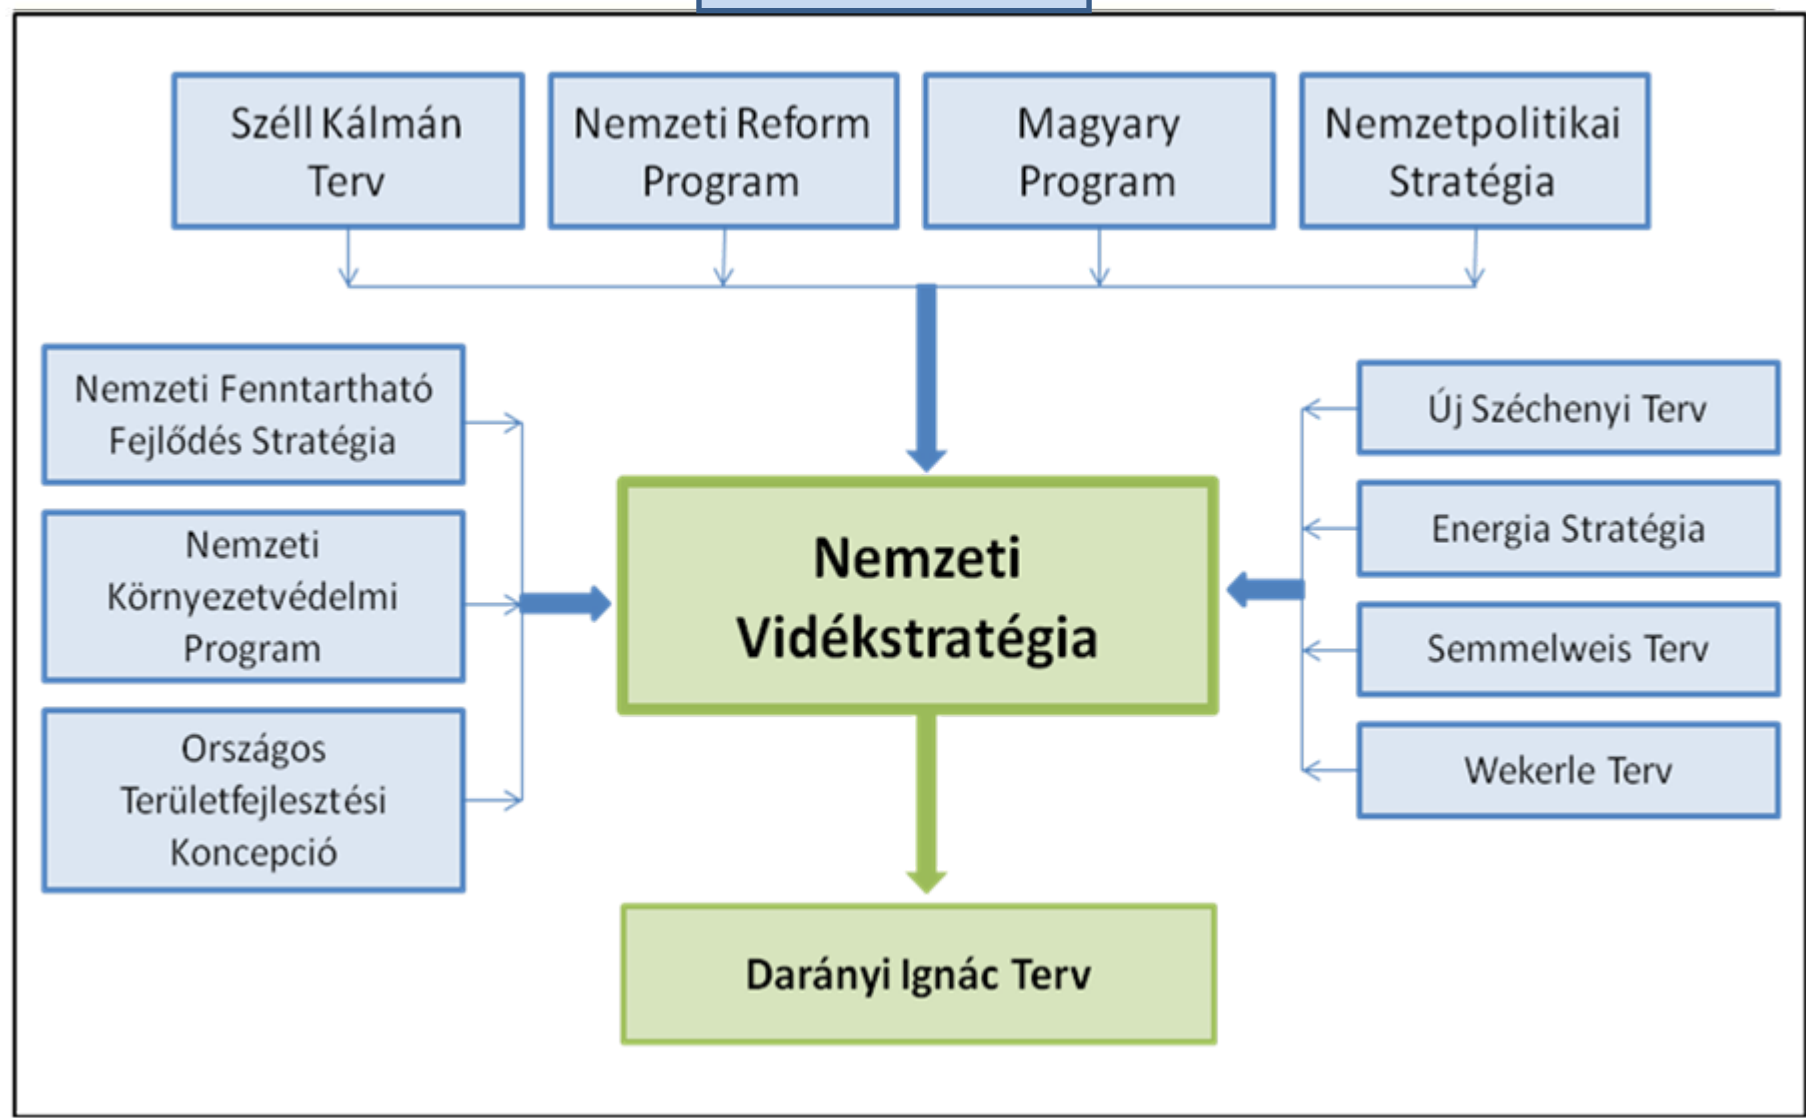 Széll Kálmán
Terv
Nemzeti Reform
Program
Magyary
Program
Nemzetpolitikai
Stratégia
Nemzeti Fenntartható
Fejlődés Stratégia
Nemzeti
Környezetvédelmi
Program
Országos
Területfejlesztési
Koncepció
Nemzeti
Vidékstratégia
Új Széchenyi Terv
Energia Stratégia
Semmelweis Terv
Wekerle Terv
Darányi Ignác Terv